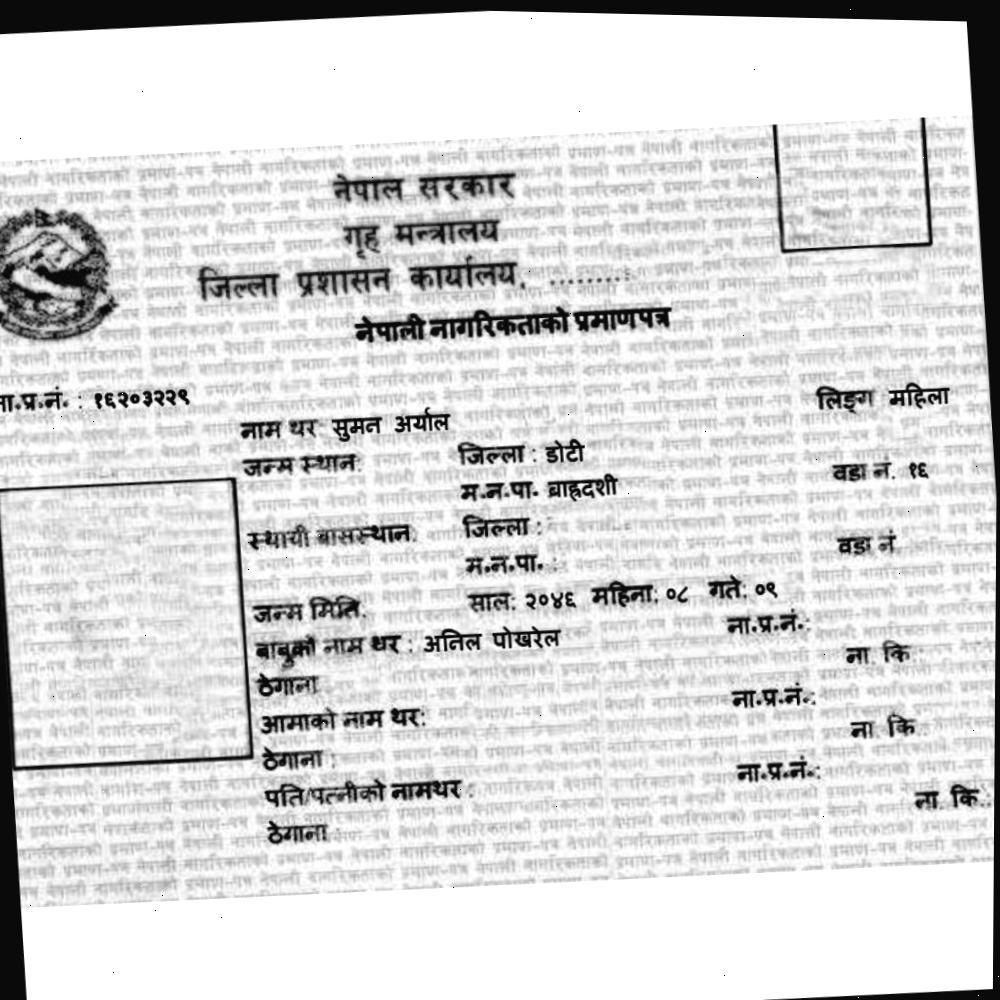 नेपाल सरकार
गृह मन्त्रालय
जिल्ला प्रशासन कार्यालय, .........
नेपाली नागरिकताको प्रमाणपत्र
ना.प्र.नं. : १६२०३२२९
लिङ्ग महिला
नाम थर सुमन अर्याल
जन्म स्थान: जिल्ला : डोटी
म.न.पा. ब्राह्रदशी वडा नं. १६
स्थायी बासस्थान: जिल्ला :
म.न.पा. : वडा नं
जन्म मिति: साल: २०४६ महिना: ०८ गते: ०९
बाबुको नाम थर : अनिल पोखरेल ना.प्र.नं.:
ठेगाना ना. कि.:
आमाको नाम थर: ना.प्र.नं.:
ठेगाना : ना. कि.
पति/पत्नीको नामथर : ना.प्र.नं.:
ठेगाना : ना. कि.: